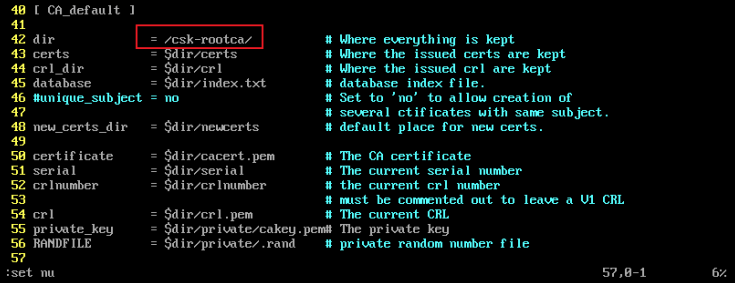 40 [ CA_default ]
41
42 dir = /csk-rootca/ # Where everything is kept
43 certs = $dir/certs # Where the issued certs are kept
44 crl_dir = $dir/crl # Where the issued crl are kept
45 database = $dir/index.txt # database index file.
46 #unique_subject = no # Set to 'no' to allow creation of
47 # several ctificates with same subject.
48 new_certs_dir = $dir/newcerts # default place for new certs.
49
50 certificate = $dir/cacert.pem # The CA certificate
51 serial = $dir/serial # The current serial number
52 crlnumber = $dir/crlnumber # the current crl number
53 # must be commented out to leave a V1 CRL
54 crl = $dir/crl.pem # The current CRL
55 private_key = $dir/private/cakey.pem# The private key
56 RANDFILE = $dir/private/.rand # private random number file
57
:set nu 57,0-1 6%